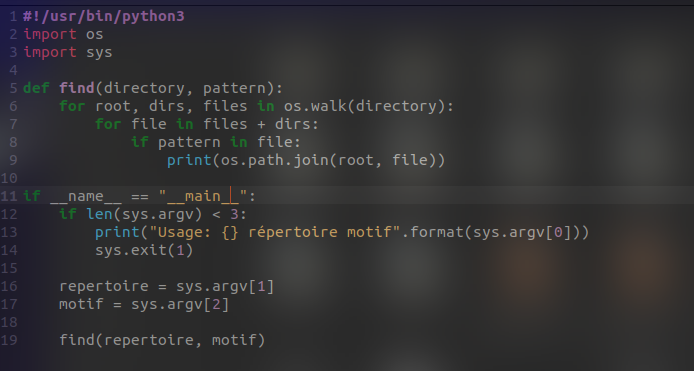 1 #!/usr/bin/python3
2 import os
3 import sys
4
5 def find(directory, pattern):
6     for root, dirs, files in os.walk(directory):
7         for file in files + dirs:
8             if pattern in file:
9                 print(os.path.join(root, file))
10
11 if __name__ == "__main__":
12     if len(sys.argv) < 3:
13         print("Usage: {} répertoire motif".format(sys.argv[0]))
14         sys.exit(1)
15
16     repertoire = sys.argv[1]
17     motif = sys.argv[2]
18
19     find(repertoire, motif)